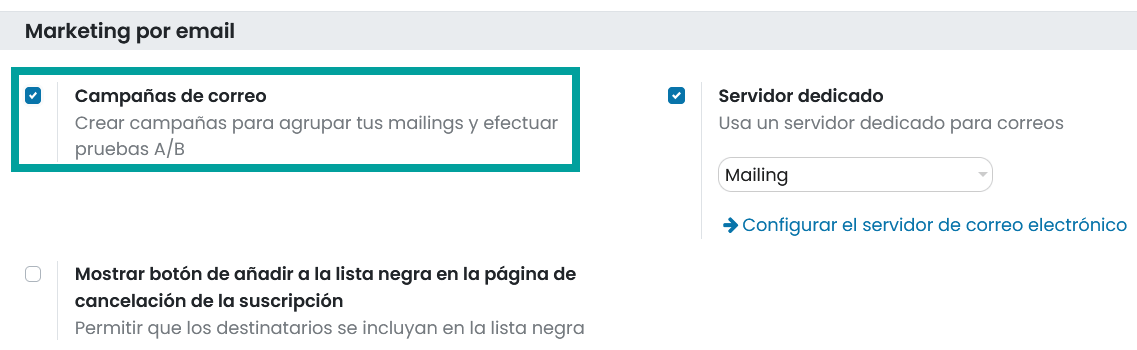 Marketing por email
Campañas de correo
Crear campañas para agrupar tus mailings y efectuar
pruebas A/B
Servidor dedicado
Usa un servidor dedicado para correos
Mailing
Configurar el servidor de correo electrónico
Mostrar botón de añadir a la lista negra en la página de
cancelación de la suscripción
Permitir que los destinatarios se incluyan en la lista negra